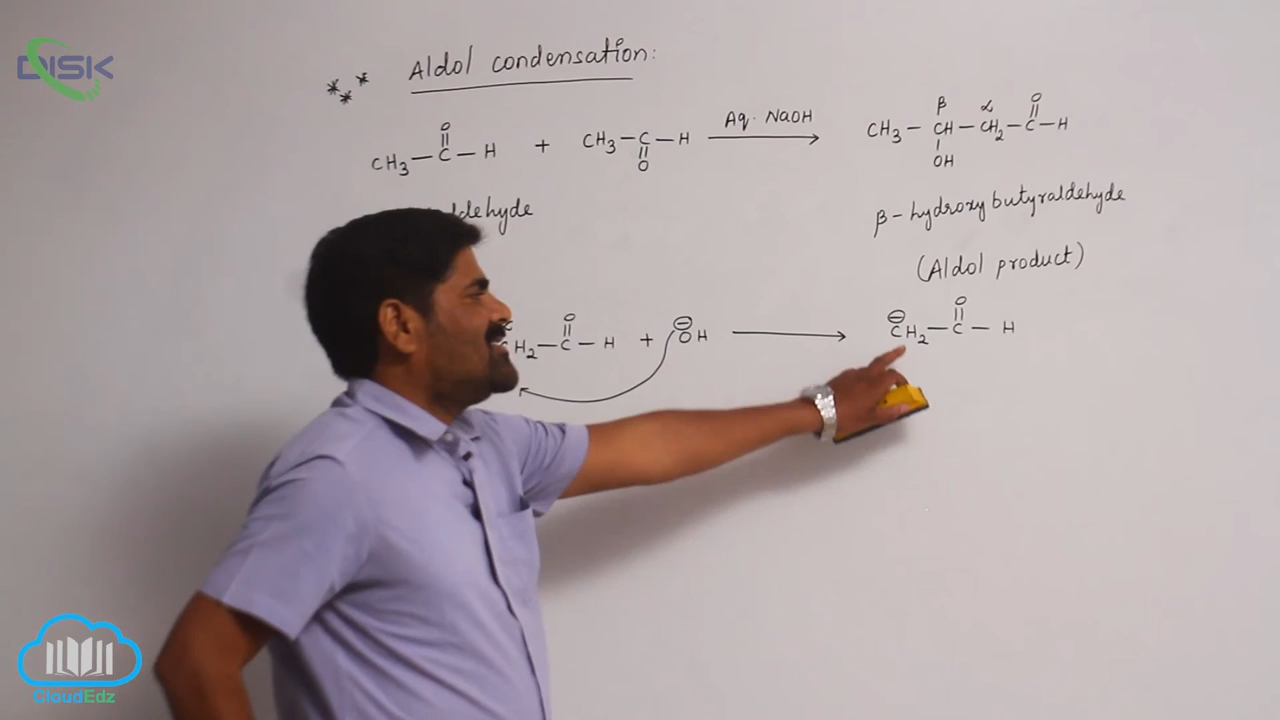 DISK
*** Aldol condensation:
O O
CH3 — C — H + CH3 — C — H Aq. NaOH → CH3 — CH — CH2 — C — H
β α
O OH
β - hydroxy butyraldehyde
(Aldol product)
O ⊖ ⊖ O
H2 — C — H + OH → CH2 — C — H
CloudEdz